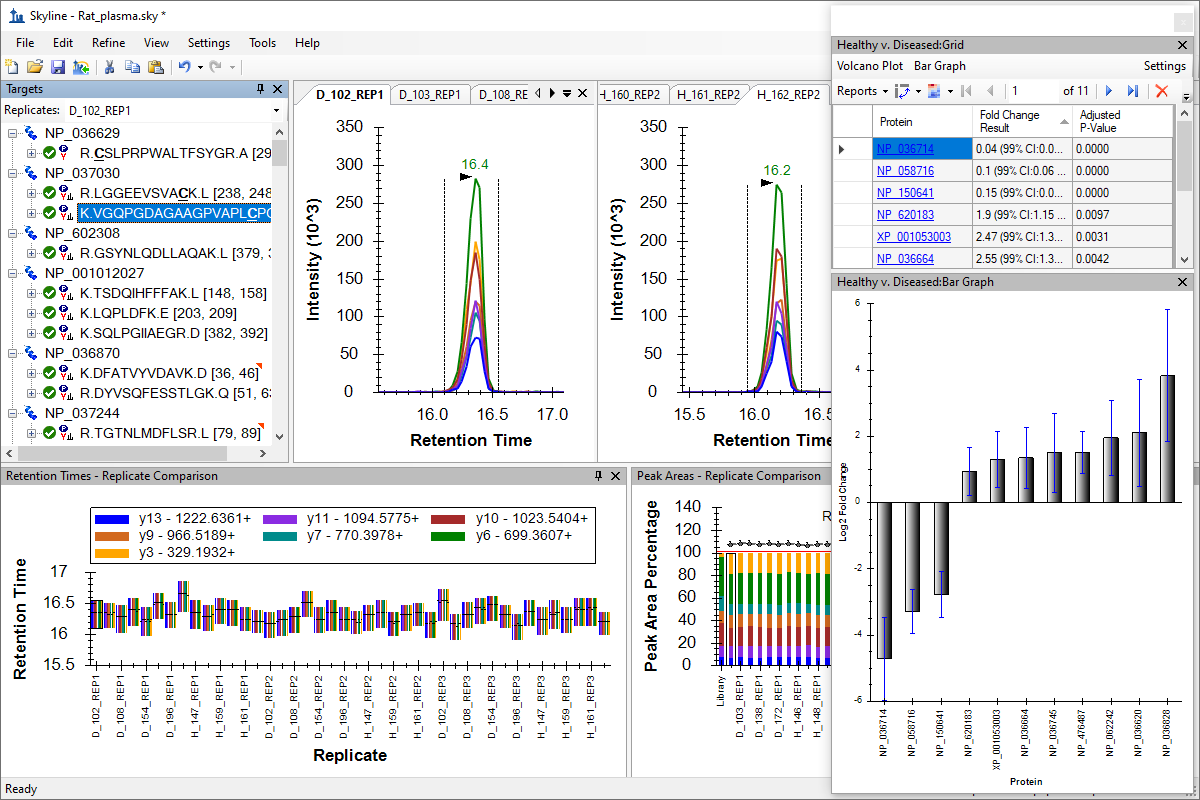 Skyline - Rat_plasma.sky *
File Edit Refine View Settings Tools Help
Targets
Replicates: D_102_REP1
NP_036629
R.CSLPRPWALTFSYGR.A [29
NP_037030
R.LGGEEVSVACK.L [238, 248
K.VGQPGDAGAAGPVAPLCPG
NP_602308
R.GSYNLQDLLAQAK.L [379, 3
NP_001012027
K.TSDQIHFFFAK.L [148, 158]
K.LQPLDFK.E [203, 209]
K.SQLPGIIAEGR.D [382, 392]
NP_036870
K.DFATVYVDAVK.D [36, 46]
R.DYVSQFESSTLGK.Q [51, 63
NP_037244
R.TGTNLMDFLSR.L [79, 89]
D_102_REP1 D_103_REP1 D_108_RE
350
300
250
200
150
100
50
0
Intensity (10^3)
16.4
16.0 16.5 17.0
Retention Time
H_160_REP2 H_161_REP2 H_162_REP2
350
300
250
200
150
100
50
0
Intensity (10^3)
16.2
15.5 16.0 16.5
Retention Time
Healthy v. Diseased:Grid
Volcano Plot Bar Graph Settings
Reports 1 of 11
Protein Fold Change Result Adjusted P-Value
NP_036714 0.04 (99% CI:0.0... 0.0000
NP_058716 0.1 (99% CI:0.06 ... 0.0000
NP_150641 0.15 (99% CI:0.0... 0.0000
NP_620183 1.9 (99% CI:1.15 ... 0.0097
XP_001053003 2.47 (99% CI:1.3... 0.0031
NP_036664 2.55 (99% CI:1.3... 0.0042
Healthy v. Diseased:Bar Graph
6
4
2
0
-2
-4
-6
Log2 Fold Change
NP_036714
NP_058716
NP_150641
NP_620183
XP_001053003
NP_036664
NP_036745
NP_476487
NP_062242
NP_036620
NP_036828
Protein
Retention Times - Replicate Comparison
y13 - 1222.6361+ y11 - 1094.5775+ y10 - 1023.5404+
y9 - 966.5189+ y7 - 770.3978+ y6 - 699.3607+
y3 - 329.1932+
17
16.5
16
15.5
Retention Time
D_102_REP1
D_108_REP1
D_154_REP1
D_196_REP1
H_147_REP1
H_159_REP1
H_161_REP1
D_102_REP2
D_108_REP2
D_154_REP2
D_196_REP2
H_147_REP2
H_159_REP2
H_161_REP2
D_102_REP3
D_108_REP3
D_154_REP3
D_196_REP3
H_147_REP3
H_159_REP3
H_161_REP3
Replicate
Peak Areas - Replicate Comparison
140
120
100
80
60
40
20
0
Peak Area Percentage
R
Library
D_103_REP1
D_138_REP1
D_172_REP1
H_146_REP1
H_148_REP1
Ready